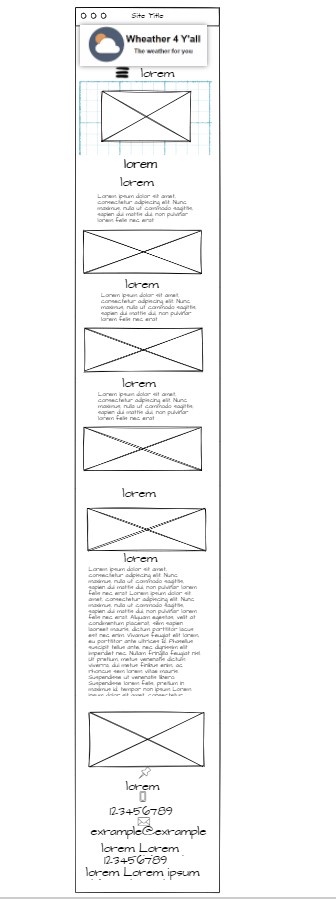 Site Title
Wheather 4 Y'all
The weather for you
lorem
lorem
lorem
Lorem ipsum dolor sit amet,
consectetur adipiscing elit. Nunc
maximus, nulla ut commodo sagittis,
sapien dui mattis dui, non pulvinar
lorem felis nec erat
lorem
Lorem ipsum dolor sit amet,
consectetur adipiscing elit. Nunc
maximus, nulla ut commodo sagittis,
sapien dui mattis dui, non pulvinar
lorem felis nec erat
lorem
Lorem ipsum dolor sit amet,
consectetur adipiscing elit. Nunc
maximus, nulla ut commodo sagittis,
sapien dui mattis dui, non pulvinar
lorem felis nec erat
lorem
lorem
Lorem ipsum dolor sit amet,
consectetur adipiscing elit. Nunc
maximus, nulla ut commodo sagittis,
sapien dui mattis dui, non pulvinar lorem
felis nec erat Lorem ipsum dolor sit
amet, consectetur adipiscing elit. Nunc
maximus, nulla ut commodo sagittis,
sapien dui mattis dui, non pulvinar lorem
felis nec erat. Aliquam egestas, velit at
condimentum placerat, sem sapien
laoreet mauris, dictum porttitor lacus
est nec enim. Vivamus feugiat elit lorem,
eu porttitor ante ultrices id. Phasellus
suscipit tellus ante, nec dignissim elit
imperdiet nec. Nullam fringilla feugiat nisl
ut pretium, metus venenatis dictum
viverra, dui metus finibus enim, ac
rhoncus sem lorem vitae mauris.
Suspendisse ut venenatis libero.
Suspendisse lorem felis, pretium in
maximus id, tempor non ipsum Lorem
ipsum dolor sit amet, consectetur
lorem
123456789
exrample@exrample
lorem Lorem
123456789
lorem Lorem ipsum